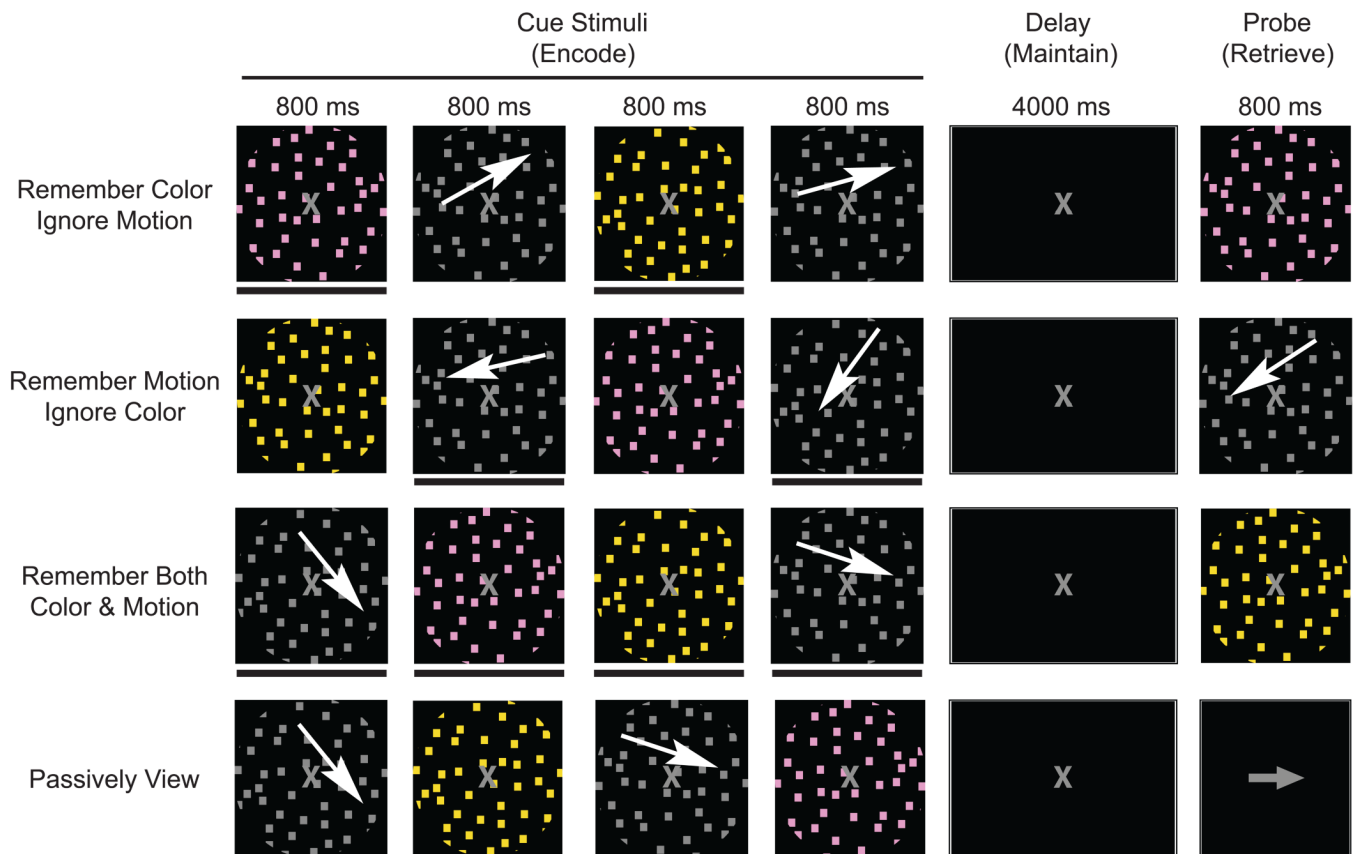 Cue Stimuli
(Encode)
Delay
(Maintain)
Probe
(Retrieve)
800 ms
800 ms
800 ms
800 ms
4000 ms
800 ms
Remember Color
Ignore Motion
X
X
X
X
X
X
Remember Motion
Ignore Color
X
X
X
X
X
X
Remember Both
Color & Motion
X
X
X
X
X
X
Passively View
X
X
X
X
X